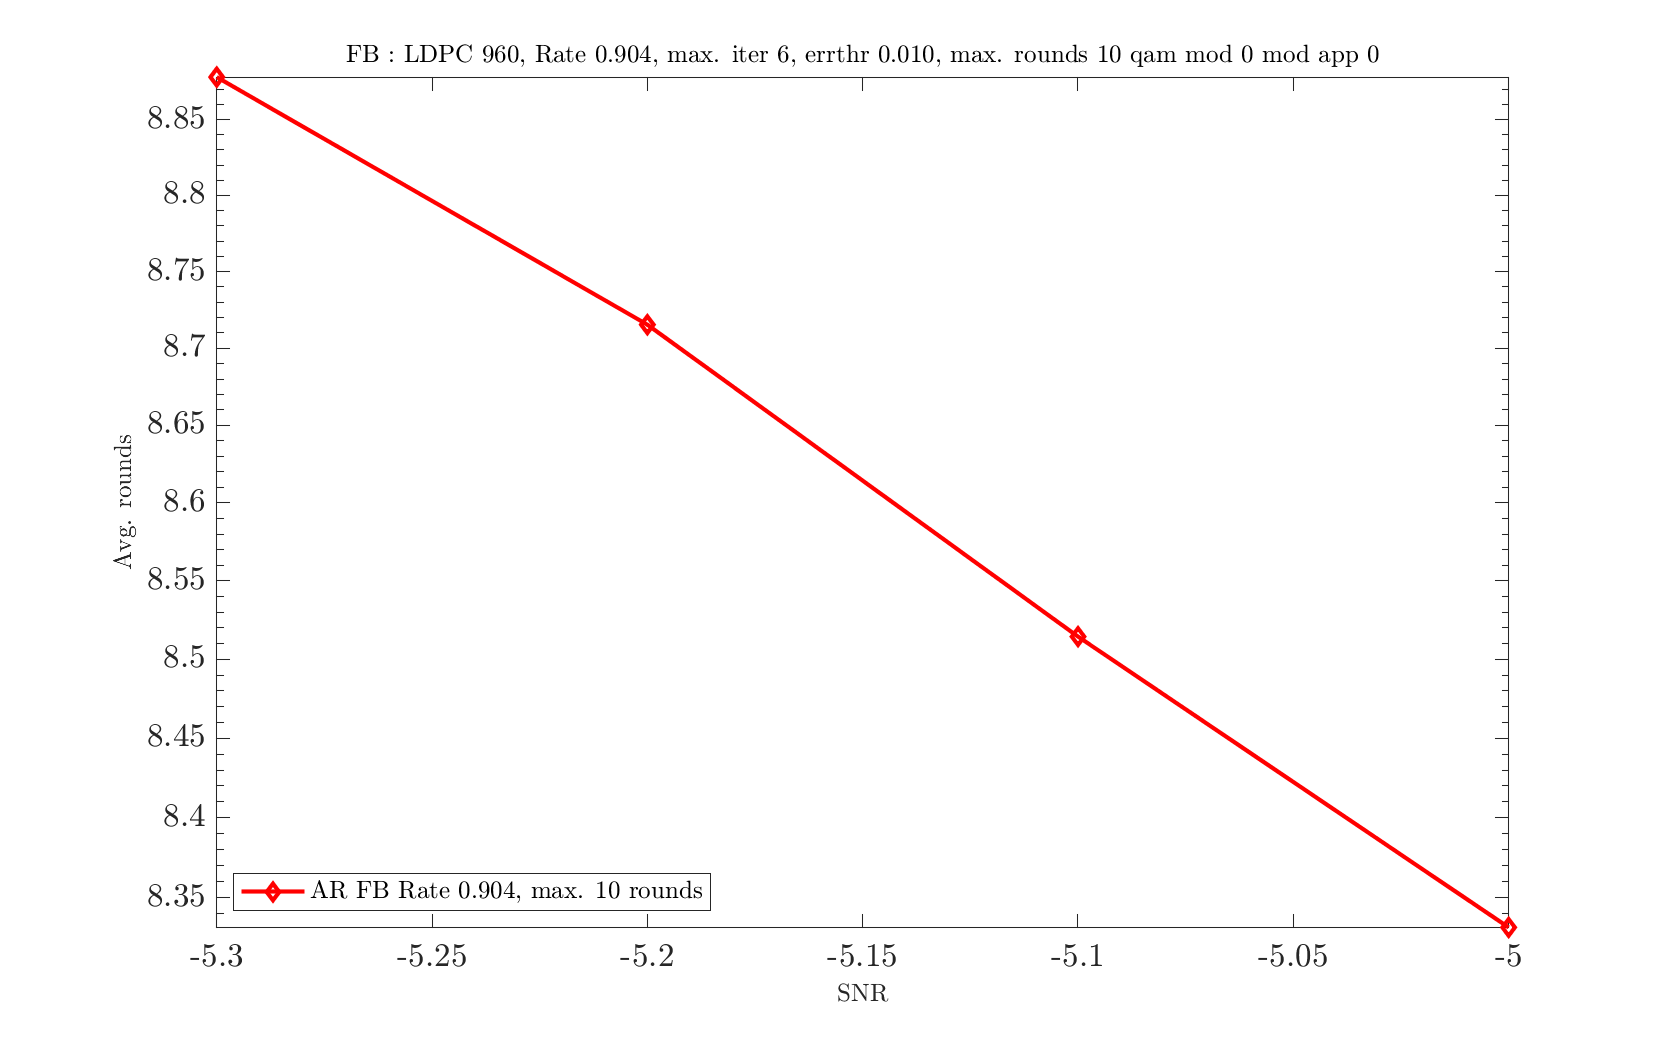 FB : LDPC 960, Rate 0.904, max. iter 6, errthr 0.010, max. rounds 10 qam mod 0 mod app 0
8.85
8.8
8.75
8.7
8.65
8.6
8.55
8.5
8.45
8.4
8.35
Avg. rounds
AR FB Rate 0.904, max. 10 rounds
-5.3 -5.25 -5.2 -5.15 -5.1 -5.05 -5
SNR